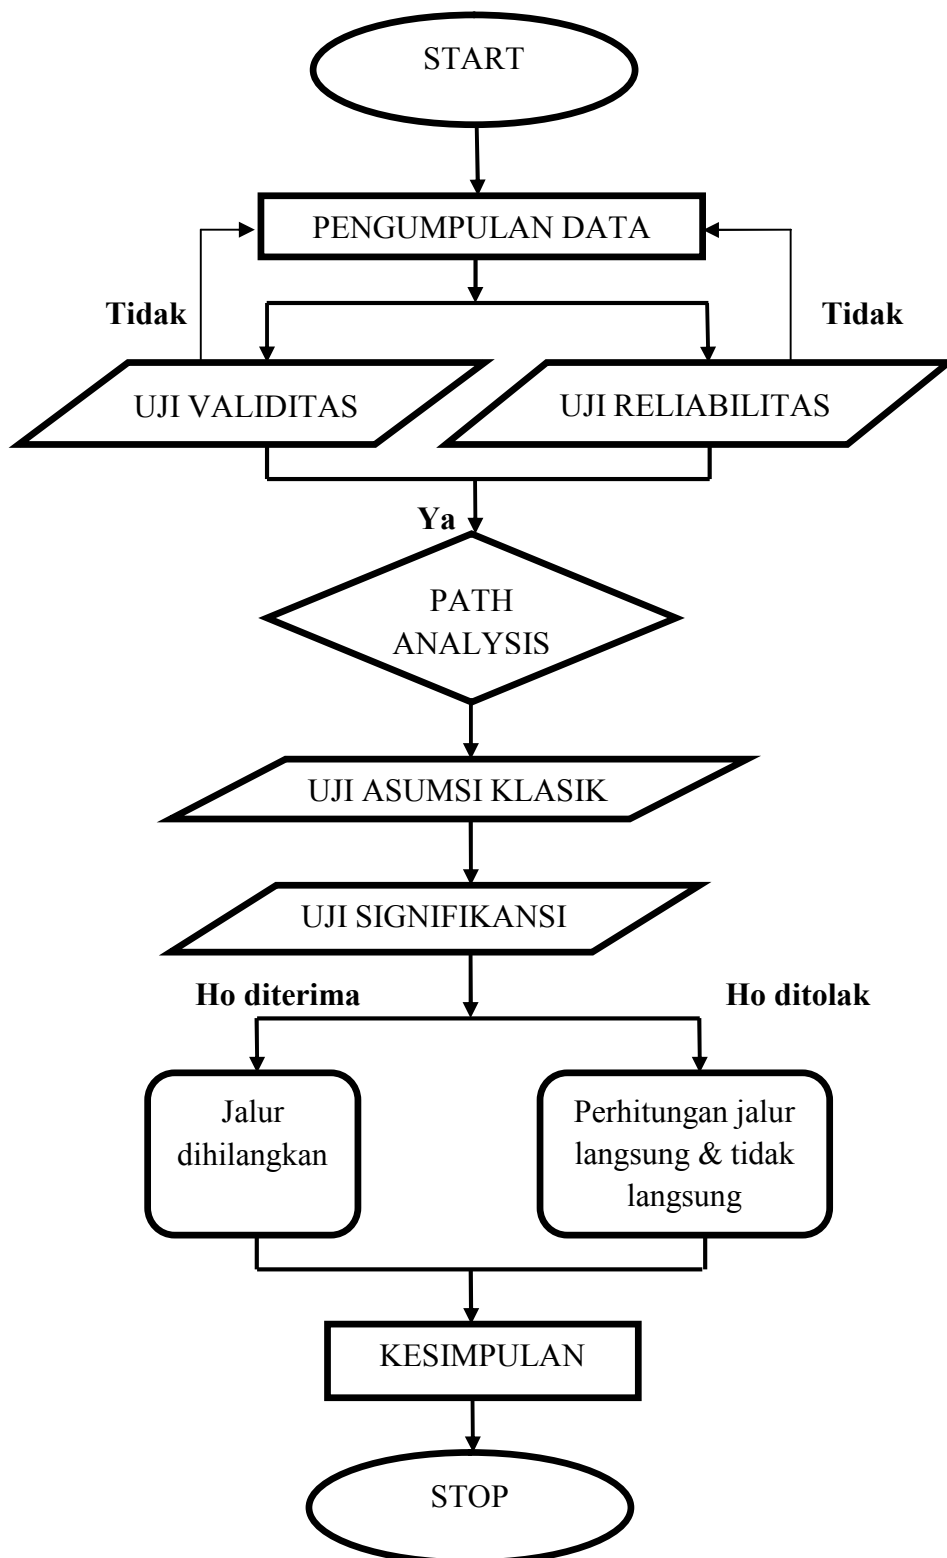 START
PENGUMPULAN DATA
Tidak
Tidak
UJI VALIDITAS
UJI RELIABILITAS
Ya
PATH
ANALYSIS
UJI ASUMSI KLASIK
UJI SIGNIFIKANSI
Ho diterima
Ho ditolak
Jalur
dihilangkan
Perhitungan jalur
langsung & tidak
langsung
KESIMPULAN
STOP